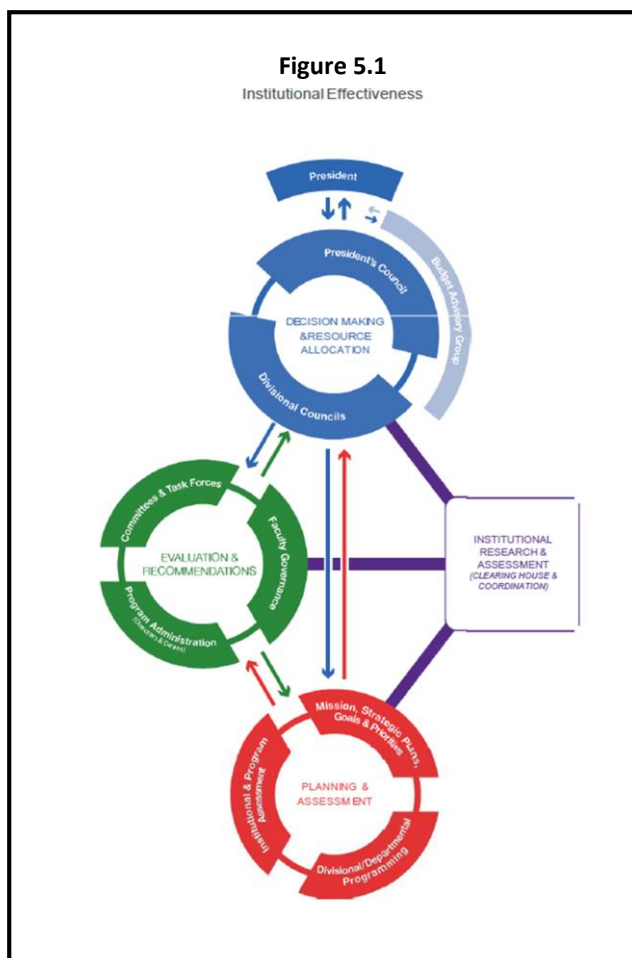 Figure 5.1
Institutional Effectiveness
President
President's Council
Budget Advisory Group
DECISION MAKING
&RESOURCE
ALLOCATION
Divisional Councils
Committees & Task Forces
Faculty Governance
EVALUATION &
RECOMMENDATIONS
Program Administration
(Directors & Deans)
INSTITUTIONAL
RESEARCH &
ASSESSMENT
(CLEARING HOUSE &
COORDINATION)
Mission, Strategic Plans,
Goals & Priorities
Institutional & Program
Assessment
PLANNING &
ASSESSMENT
Divisional/Departmental
Programming